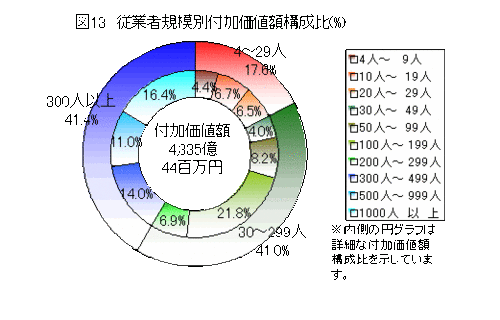 図13 従業者規模別付加価値額構成比(%)
4～29人
17.6%
300人以上
41.4%
30～299人
41.0%
4.4%
6.7%
6.5%
4.0%
8.2%
21.8%
6.9%
14.0%
11.0%
16.4%
付加価値額
4,335億
44百万円
4人～ 9人
10人～ 19人
20人～ 29人
30人～ 49人
50人～ 99人
100人～199人
200人～299人
300人～499人
500人～999人
1000人 以 上
※内側の円グラフは
詳細な付加価値額
構成比を示していま
す。